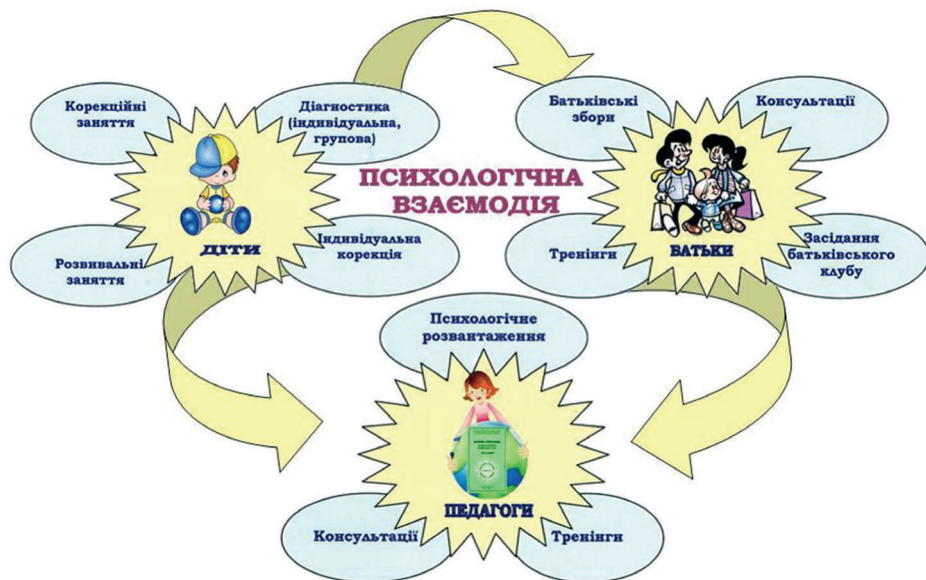 Корекційні
заняття
Діагностика
(індивідуальна,
групова)
Розвивальні
заняття
Індивідуальна
корекція
ДІТИ
ПСИХОЛОГІЧНА
ВЗАЄМОДІЯ
Батьківські
збори
Консультації
Тренінги
Засідання
батьківського
клубу
БАТЬКИ
Психологічне
розвантаження
ПЕДАГОГИ
Консультації
Тренінги